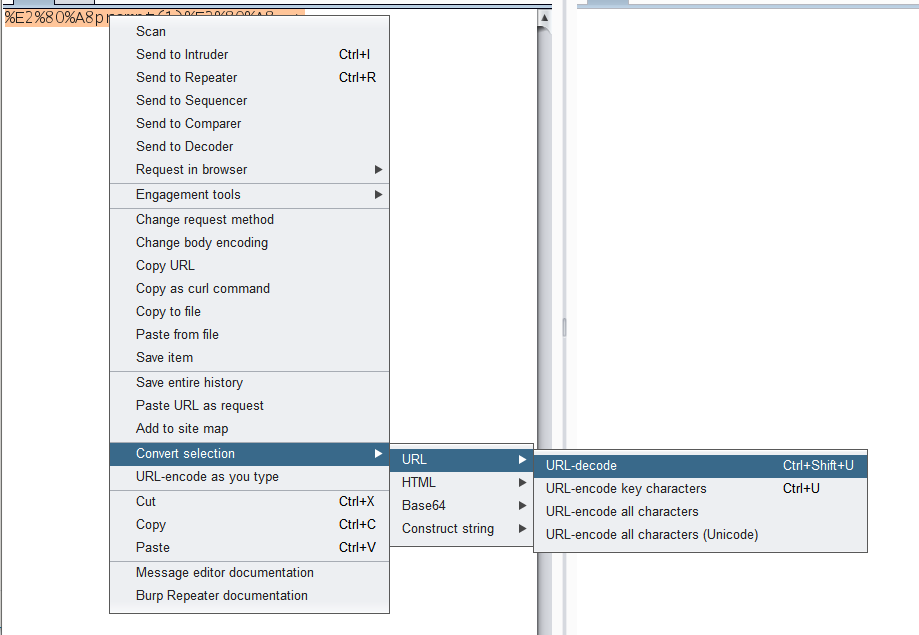 %E2%80%A8prompt(1)%E2%80%A8
Scan
Send to Intruder Ctrl+I
Send to Repeater Ctrl+R
Send to Sequencer
Send to Comparer
Send to Decoder
Request in browser
Engagement tools
Change request method
Change body encoding
Copy URL
Copy as curl command
Copy to file
Paste from file
Save item
Save entire history
Paste URL as request
Add to site map
Convert selection
URL-encode as you type
Cut Ctrl+X
Copy Ctrl+C
Paste Ctrl+V
Message editor documentation
Burp Repeater documentation
URL
HTML
Base64
Construct string
URL-decode Ctrl+Shift+U
URL-encode key characters Ctrl+U
URL-encode all characters
URL-encode all characters (Unicode)